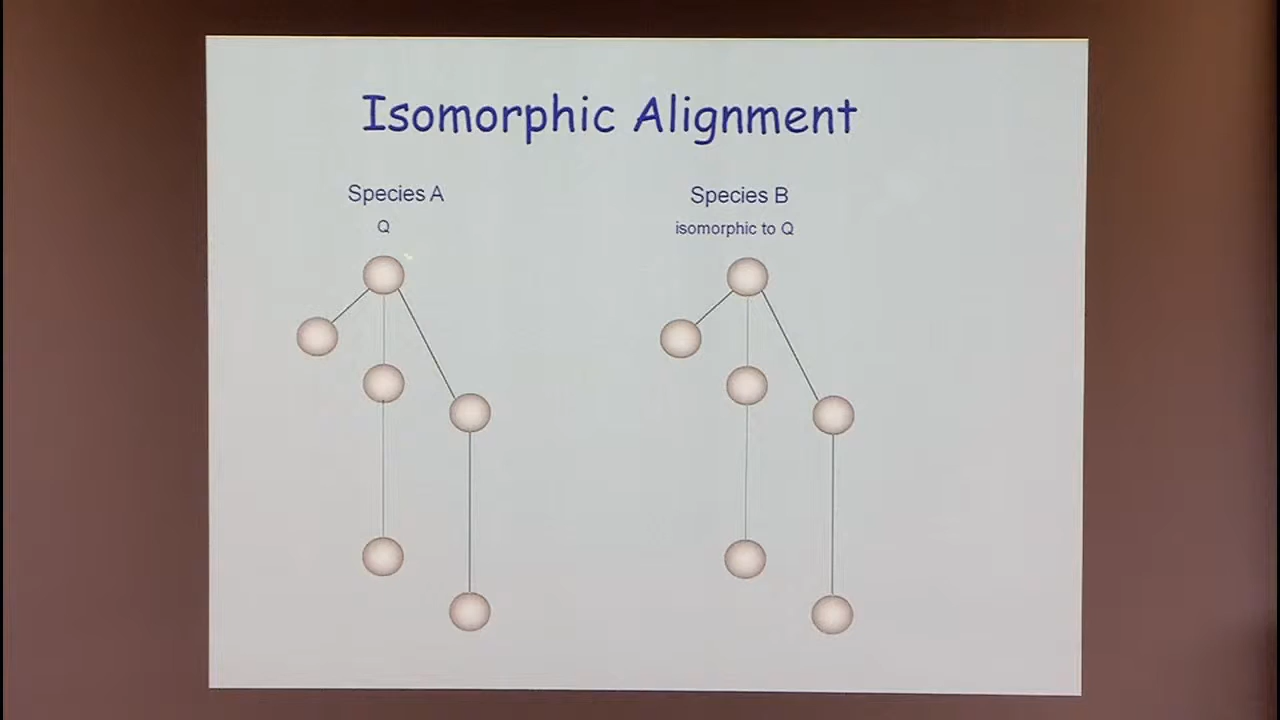 Isomorphic Alignment
Species A
Q
Species B
isomorphic to Q